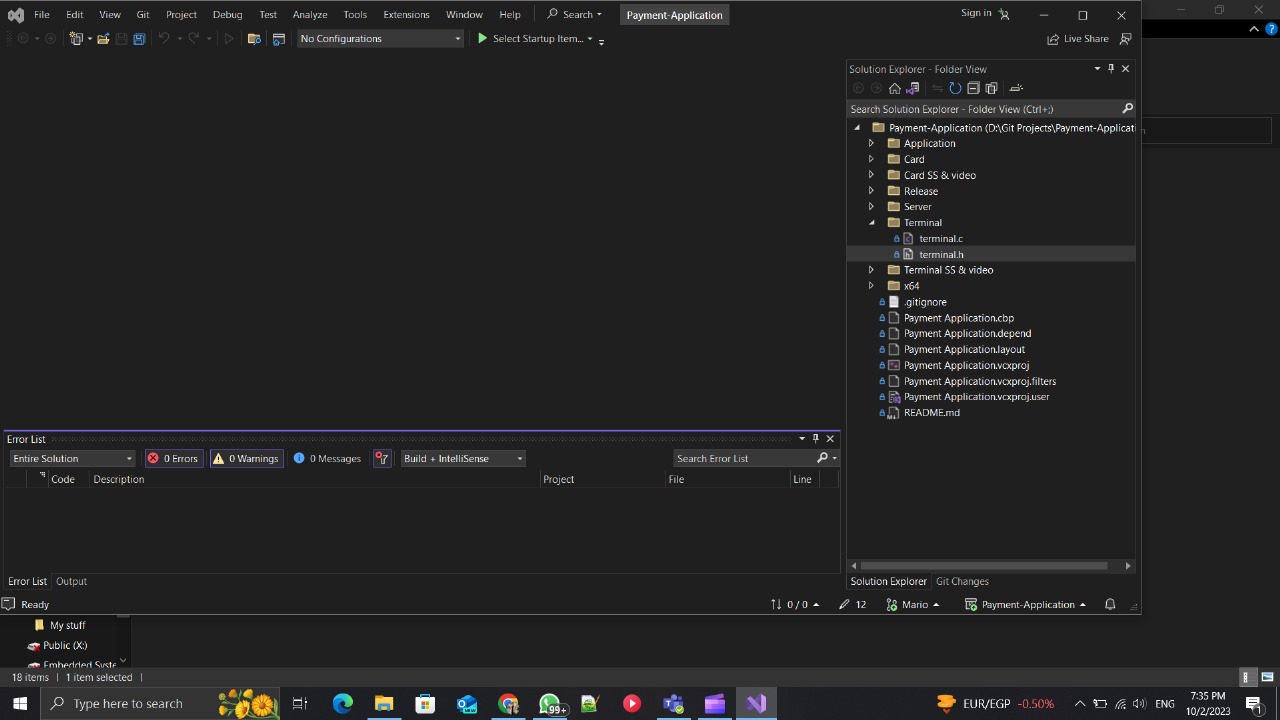 File Edit View Git Project Debug Test Analyze Tools Extensions Window Help Search Payment-Application Sign in
No Configurations Select Startup Item... Live Share
Solution Explorer - Folder View
Search Solution Explorer - Folder View (Ctrl+;)
Payment-Application (D:\Git Projects\Payment-Applicati
Application
Card
Card SS & video
Release
Server
Terminal
terminal.c
terminal.h
Terminal SS & video
x64
.gitignore
Payment Application.cbp
Payment Application.depend
Payment Application.layout
Payment Application.vcxproj
Payment Application.vcxproj.filters
Payment Application.vcxproj.user
README.md
Error List
Entire Solution 0 Errors 0 Warnings 0 Messages Build + IntelliSense Search Error List
Code Description Project File Line
Error List Output
Solution Explorer Git Changes
Ready 0 / 0 12 Mario Payment-Application
My stuff
Public (X:)
Embedded Syste
18 items 1 item selected
Type here to search 99+ EUR/EGP -0.50% ENG 7:35 PM
10/2/2023 1